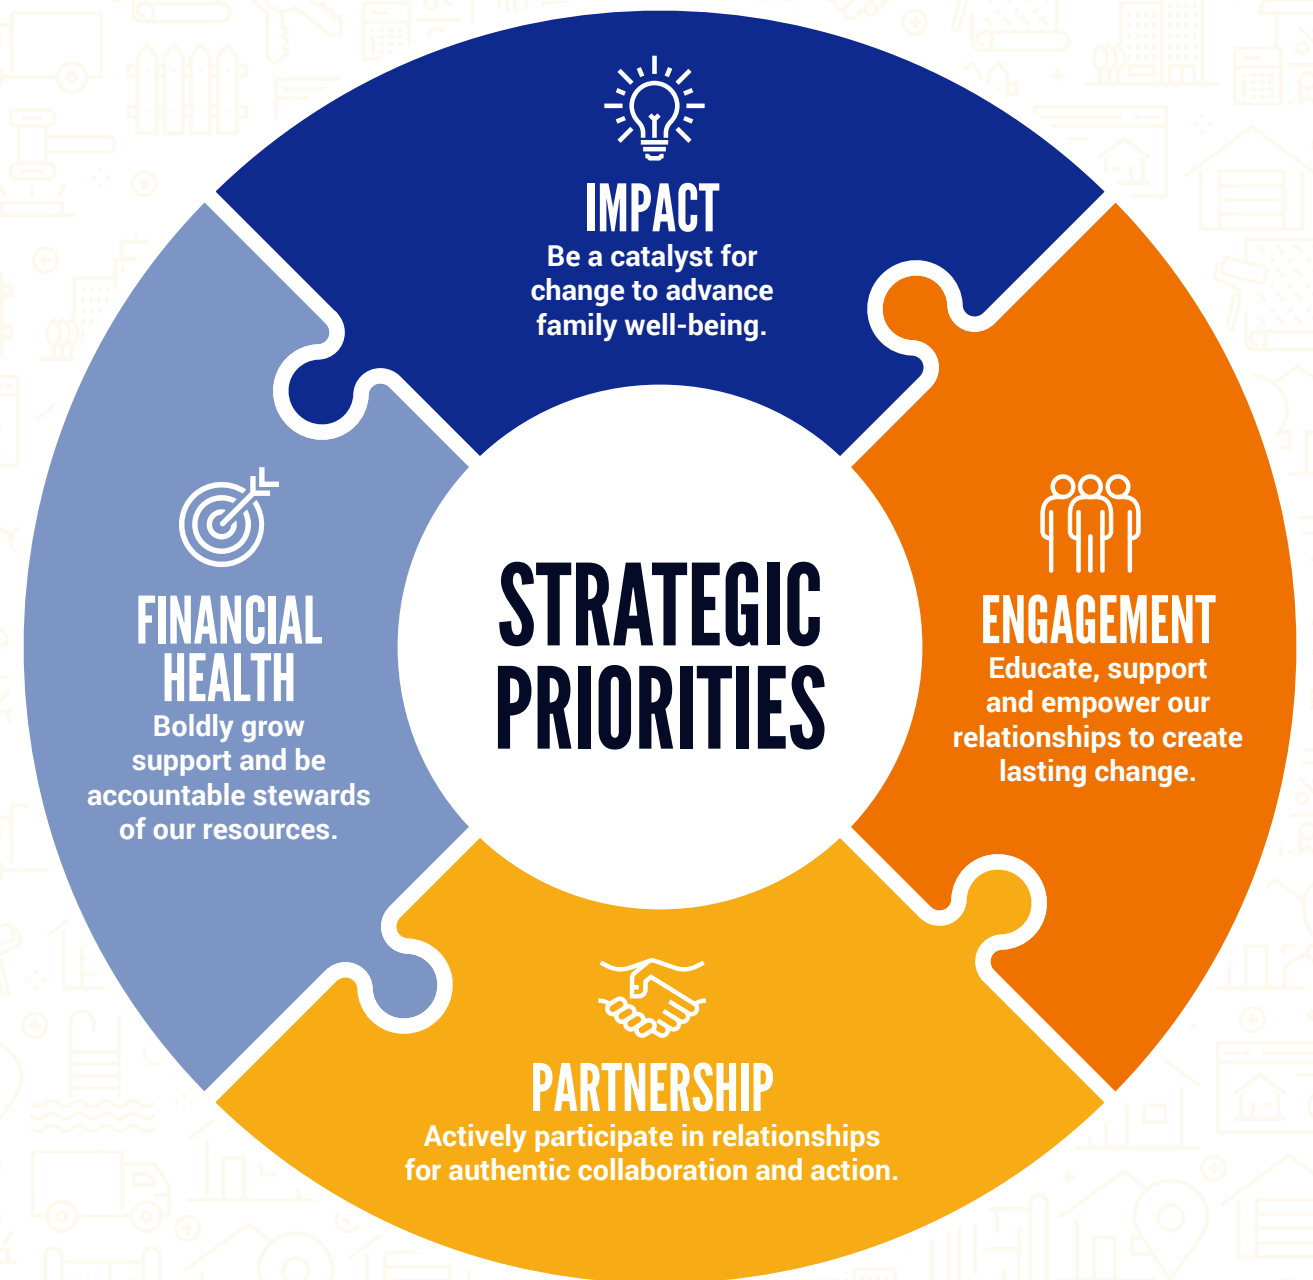 IMPACT
Be a catalyst for
change to advance
family well-being.
STRATEGIC
PRIORITIES
FINANCIAL
HEALTH
Boldly grow
support and be
accountable stewards
of our resources.
ENGAGEMENT
Educate, support
and empower our
relationships to create
lasting change.
PARTNERSHIP
Actively participate in relationships
for authentic collaboration and action.